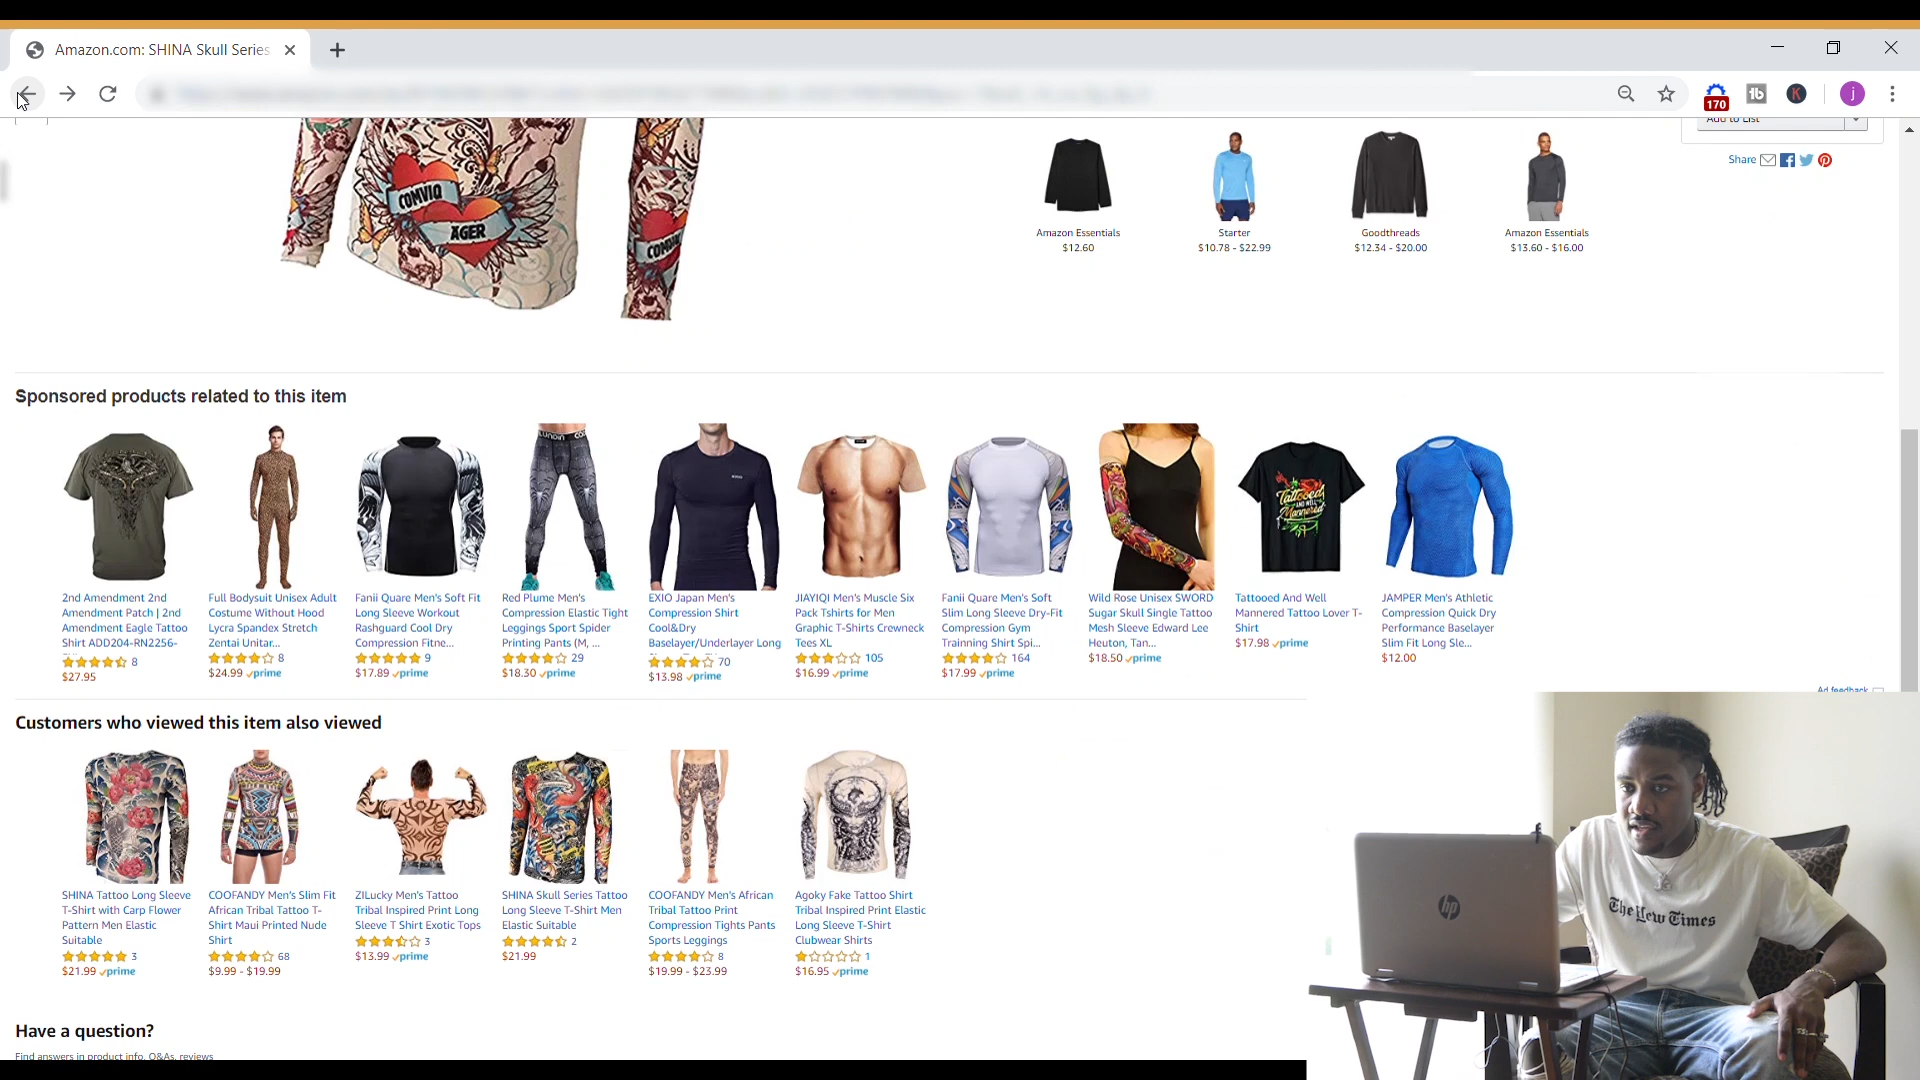 Amazon.com: SHINA Skull Series
170
K
j
Add to List
Share
COMVIQ
ÄGER
Amazon Essentials
$12.60
Starter
$10.78 - $22.99
Goodthreads
$12.34 - $20.00
Amazon Essentials
$13.60 - $16.00
Sponsored products related to this item
2nd Amendment 2nd
Amendment Patch | 2nd
Amendment Eagle Tattoo
Shirt ADD204-RN2256-
8
$27.95
Full Bodysuit Unisex Adult
Costume Without Hood
Lycra Spandex Stretch
Zentai Unitar...
8
$24.99 prime
Fanii Quare Men's Soft Fit
Long Sleeve Workout
Rashguard Cool Dry
Compression Fitne...
9
$17.89 prime
Red Plume Men's
Compression Elastic Tight
Leggings Sport Spider
Printing Pants (M, ...
29
$18.30 prime
EXIO Japan Men's
Compression Shirt
Cool&Dry
Baselayer/Underlayer Long
70
$13.98 prime
JIAYIQI Men's Muscle Six
Pack Tshirts for Men
Graphic T-Shirts Crewneck
Tees XL
105
$16.99 prime
Fanii Quare Men's Soft
Slim Long Sleeve Dry-Fit
Compression Gym
Trainning Shirt Spi...
164
$17.99 prime
Wild Rose Unisex SWORD
Sugar Skull Single Tattoo
Mesh Sleeve Edward Lee
Heuton, Tan...
$18.50 prime
Tattooed
AND WELL
Mannered
Tattooed And Well
Mannered Tattoo Lover T-
Shirt
$17.98 prime
JAMPER Men's Athletic
Compression Quick Dry
Performance Baselayer
Slim Fit Long Sle...
$12.00
Ad feedback
Customers who viewed this item also viewed
SHINA Tattoo Long Sleeve
T-Shirt with Carp Flower
Pattern Men Elastic
Suitable
3
$21.99 prime
COOFANDY Men's Slim Fit
African Tribal Tattoo T-
Shirt Maui Printed Nude
Shirt
68
$9.99 - $19.99
ZILucky Men's Tattoo
Tribal Inspired Print Long
Sleeve T Shirt Exotic Tops
3
$13.99 prime
SHINA Skull Series Tattoo
Long Sleeve T-Shirt Men
Elastic Suitable
2
$21.99
COOFANDY Men's African
Tribal Tattoo Print
Compression Tights Pants
Sports Leggings
8
$19.99 - $23.99
Agoky Fake Tattoo Shirt
Tribal Inspired Print Elastic
Long Sleeve T-Shirt
Clubwear Shirts
1
$16.95 prime
hp
The New Times
Have a question?
Find answers in product info, Q&As, reviews